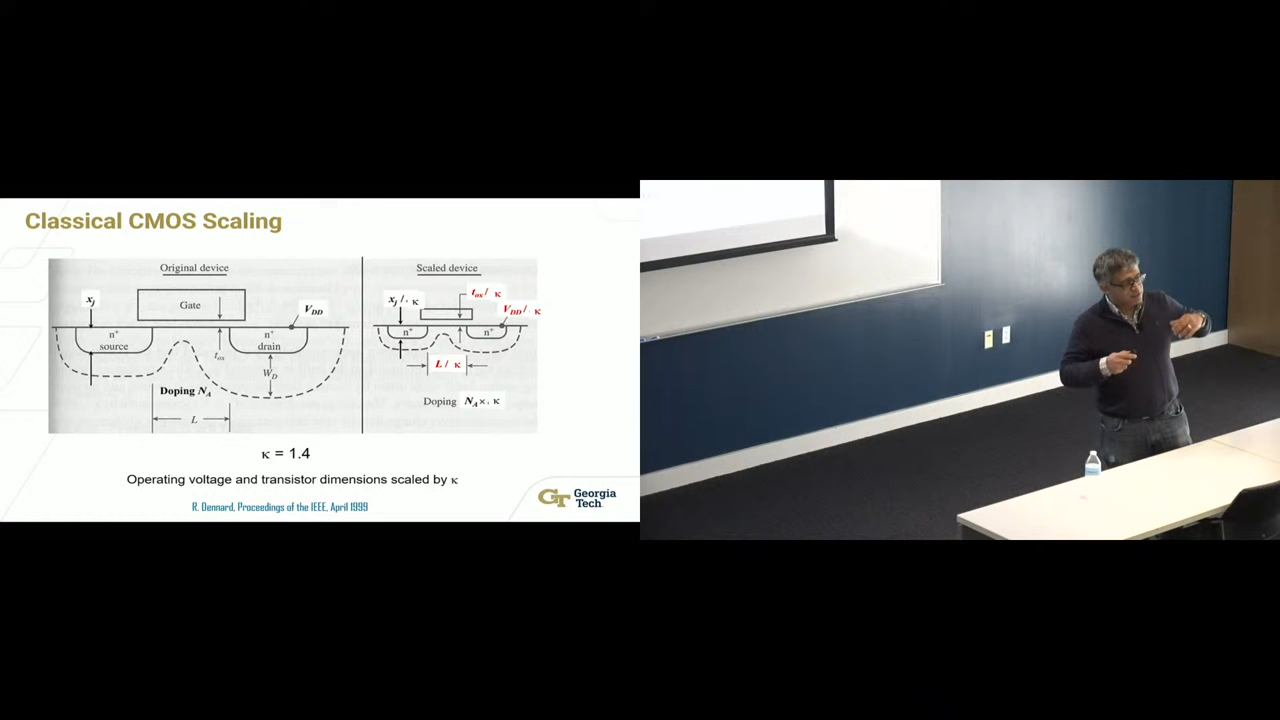 Classical CMOS Scaling
Original device
Scaled device
xj
Gate
VDD
n+
source
tox
n+
drain
WD
Doping NA
L
xj / κ
tox / κ
VDD / κ
n+
n+
L / κ
Doping NA × κ
κ = 1.4
Operating voltage and transistor dimensions scaled by κ
R. Dennard, Proceedings of the IEEE, April 1999
GT Georgia
Tech